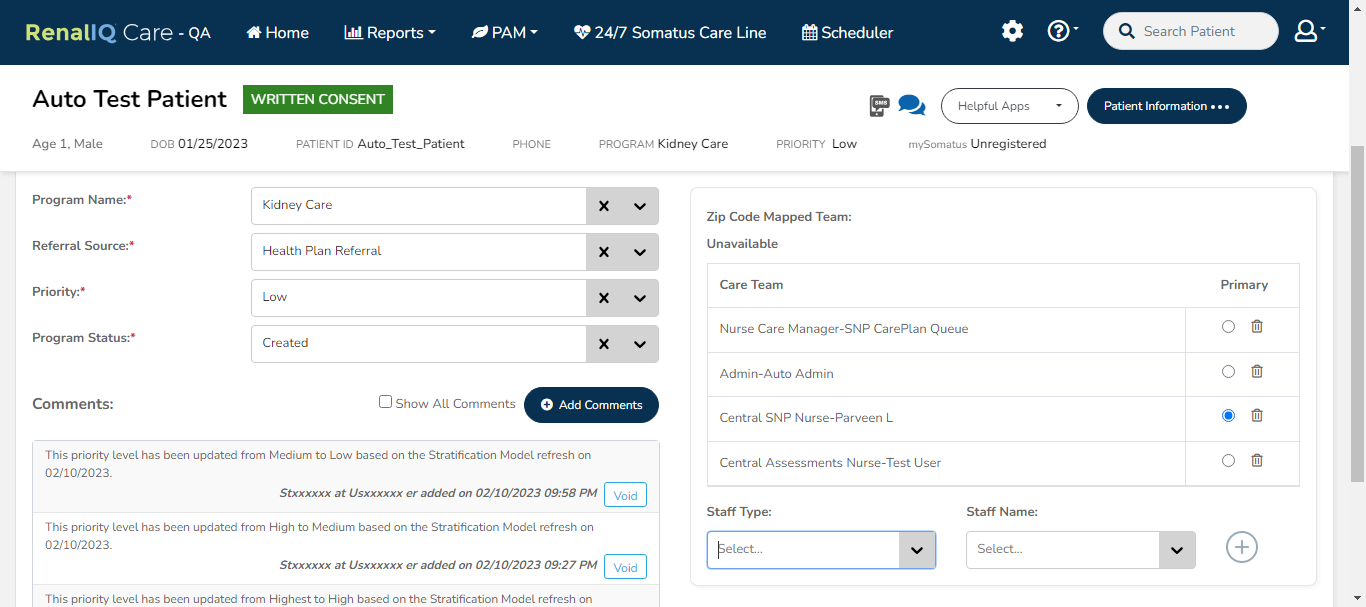 RenalIQ Care - QA Home Reports PAM 24/7 Somatus Care Line Scheduler Search Patient
Auto Test Patient WRITTEN CONSENT SMS Helpful Apps Patient Information
Age 1, Male DOB 01/25/2023 PATIENT ID Auto_Test_Patient PHONE PROGRAM Kidney Care PRIORITY Low mySomatus Unregistered
Program Name:* Kidney Care
Referral Source:* Health Plan Referral
Priority:* Low
Program Status:* Created
Comments: Show All Comments Add Comments
This priority level has been updated from Medium to Low based on the Stratification Model refresh on
02/10/2023.
Stxxxxxx at Usxxxxxx er added on 02/10/2023 09:58 PM Void
This priority level has been updated from High to Medium based on the Stratification Model refresh on
02/10/2023.
Stxxxxxx at Usxxxxxx er added on 02/10/2023 09:27 PM Void
This priority level has been updated from Highest to High based on the Stratification Model refresh on
Zip Code Mapped Team:
Unavailable
Care Team Primary
Nurse Care Manager-SNP CarePlan Queue
Admin-Auto Admin
Central SNP Nurse-Parveen L
Central Assessments Nurse-Test User
Staff Type: Staff Name:
Select... Select...